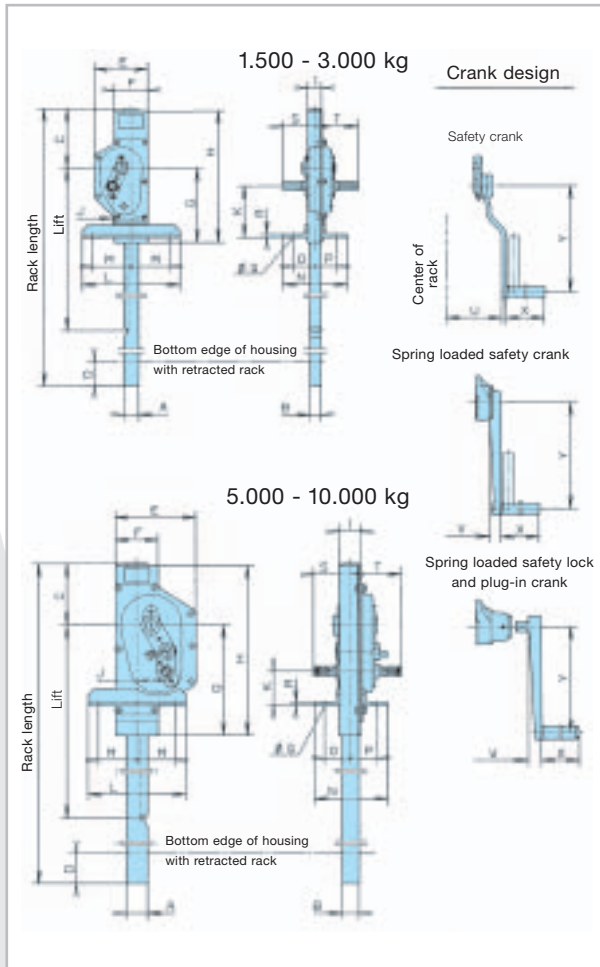 1.500 - 3.000 kg
Crank design
E
F
Safety crank
Rack length
Lift
H
G
L
M
D
A
I
S
T
K
R
O
P
N
Center of
rack
Y
U
X
Bottom edge of housing
with retracted rack
Spring loaded safety crank
Y
V
X
5.000 - 10.000 kg
E
F
Rack length
Lift
H
G
L
D
A
I
S
T
K
R
O
P
N
B
Spring loaded safety lock
and plug-in crank
Y
X
Bottom edge of housing
with retracted rack